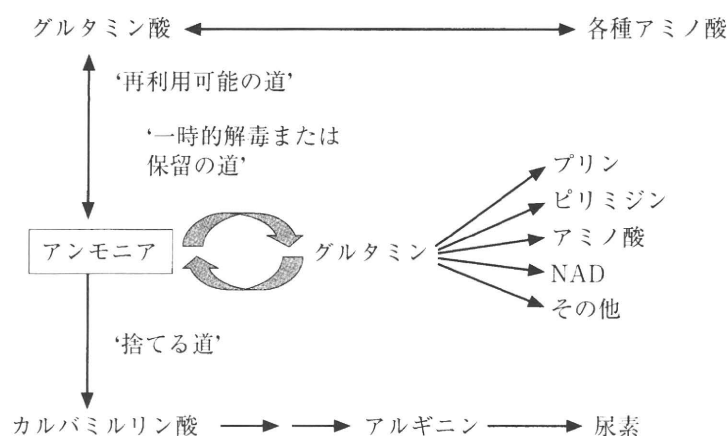 グルタミン酸
各種アミノ酸
‘再利用可能の道’
‘一時的解毒または
保留の道’
プリン
ピリミジン
アンモニア
グルタミン
アミノ酸
NAD
その他
‘捨てる道’
カルバミルリン酸
アルギニン
尿素